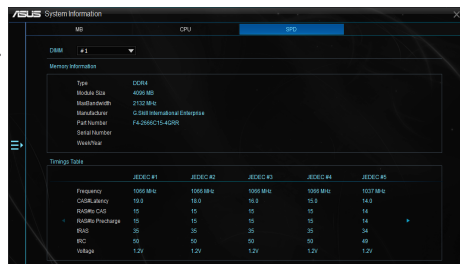 ASUS System Information
MB CPU SPD
DIMM #1
Memory Information
Type DDR4
Module Size 4096 MB
MaxBandwidth 2132 MHz
Manufacturer G.Skill International Enterprise
Part Number F4-2666C15-4GRR
Serial Number
Week/Year
Timings Table
JEDEC #1 JEDEC #2 JEDEC #3 JEDEC #4 JEDEC #5
Frequency 1066 MHz 1066 MHz 1066 MHz 1066 MHz 1037 MHz
CAS#Latency 19.0 18.0 16.0 15.0 14.0
RAS#to CAS 15 15 15 15 14
RAS#to Precharge 15 15 15 15 14
tRAS 35 35 35 35 34
tRC 50 50 50 50 49
Voltage 1.2V 1.2V 1.2V 1.2V 1.2V